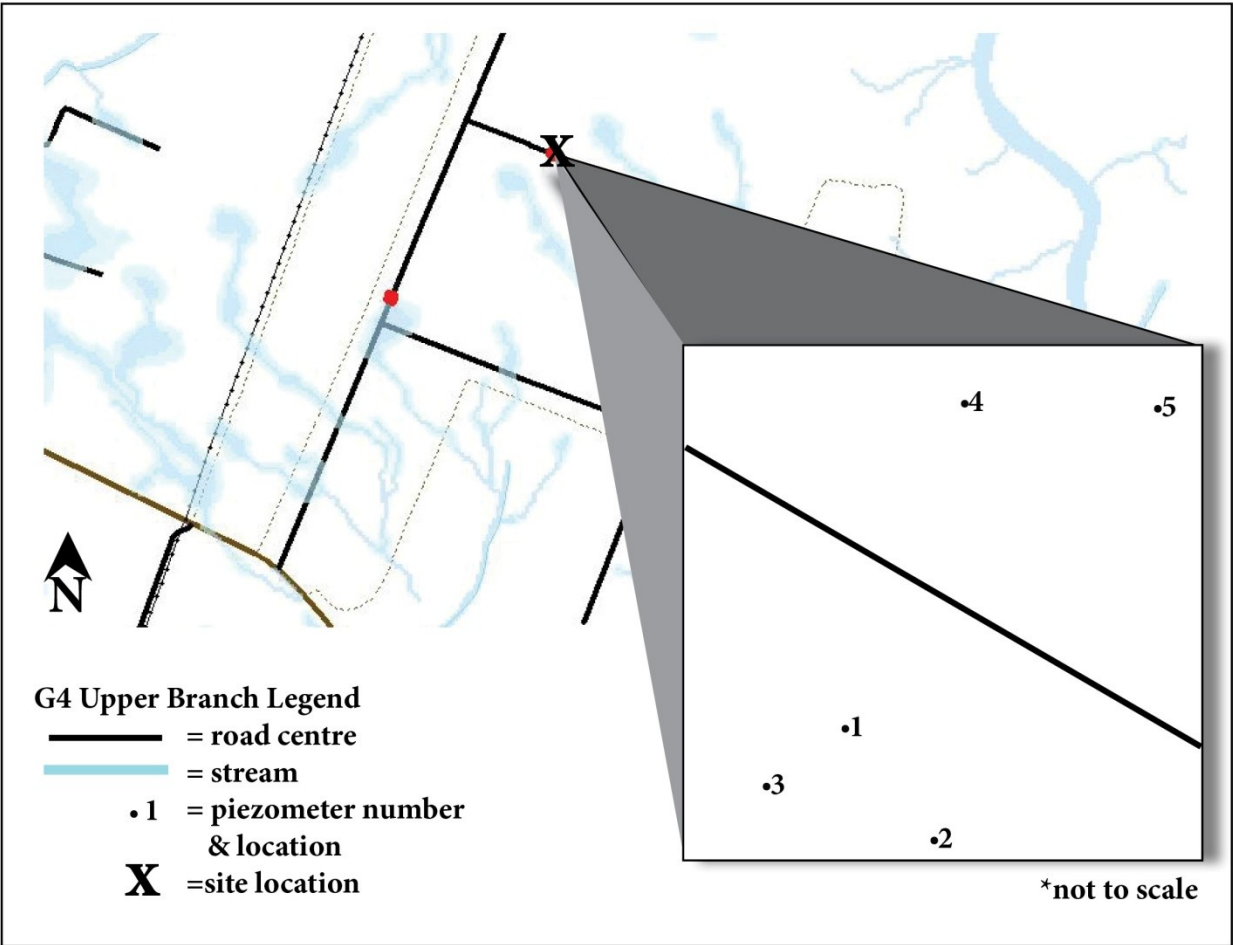 X
4
5
1
3
2
N
G4 Upper Branch Legend
= road centre
= stream
• 1 = piezometer number
& location
X =site location
*not to scale